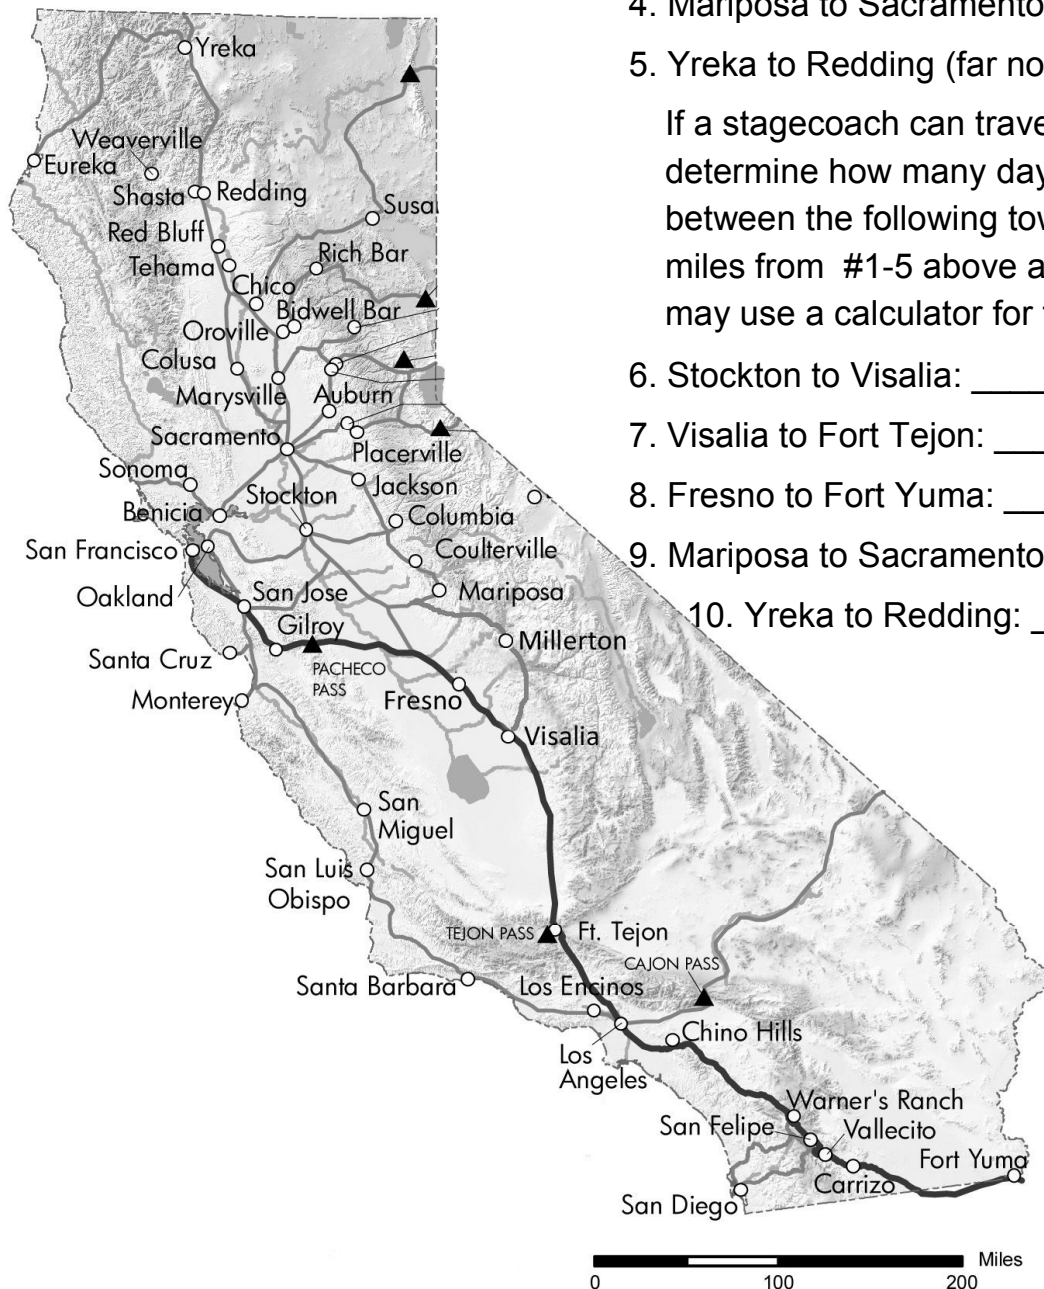 4. Mariposa to Sacramento
5. Yreka to Redding (far no
If a stagecoach can trave
determine how many day
between the following tow
miles from #1-5 above a
may use a calculator for
6. Stockton to Visalia: ____
7. Visalia to Fort Tejon: ___
8. Fresno to Fort Yuma: __
9. Mariposa to Sacramento
10. Yreka to Redding: _
Yreka
Weaverville
Eureka
Shasta
Redding
Susa
Red Bluff
Rich Bar
Tehama
Chico
Bidwell Bar
Oroville
Colusa
Marysville
Auburn
Sacramento
Placerville
Sonoma
Jackson
Stockton
Benicia
Columbia
San Francisco
Coulterville
Oakland
San Jose
Mariposa
Gilroy
Millerton
Santa Cruz
PACHECO
PASS
Monterey
Fresno
Visalia
San
Miguel
San Luis
Obispo
TEJON PASS
Ft. Tejon
CAJON PASS
Santa Barbara
Los Encinos
Chino Hills
Los
Angeles
Warner's Ranch
San Felipe
Vallecito
Fort Yuma
Carrizo
San Diego
Miles
0 100 200